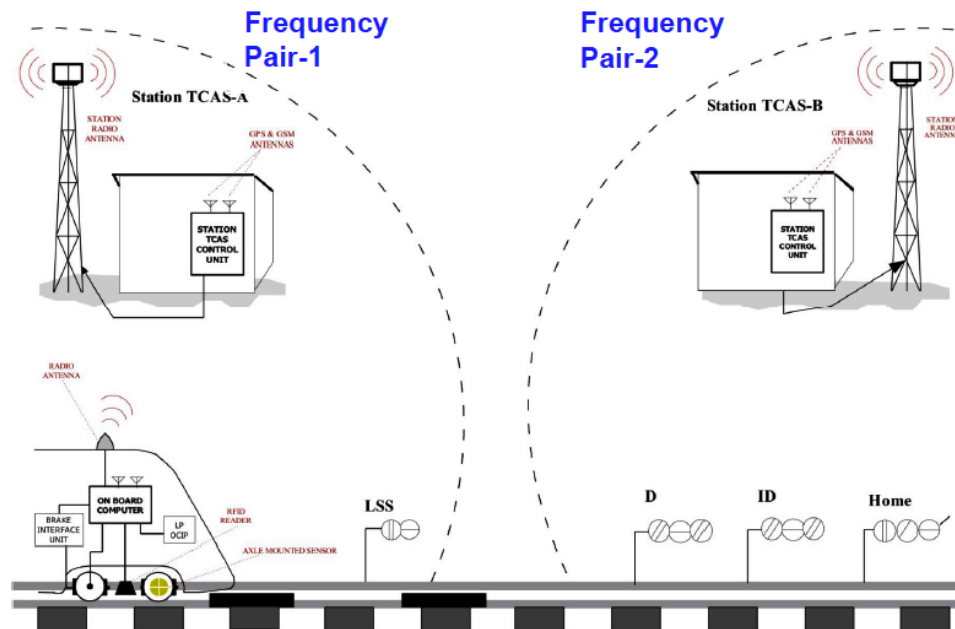 Frequency
Pair-1
Frequency
Pair-2
Station TCAS-A
Station TCAS-B
STATION
RADIO
ANTENNA
GPS & GSM
ANTENNAS
GPS & GSM
ANTENNAS
STATION
RADIO
ANTENN
STATION
TCAS
CONTROL
UNIT
STATION
TCAS
CONTROL
UNIT
RADIO
ANTENNA
ON BOARD
COMPUTER
BRAKE
INTERFACE
UNIT
LP
OCIP
RFID
READER
AXLE MOUNTED SENSOR
LSS
D
ID
Home